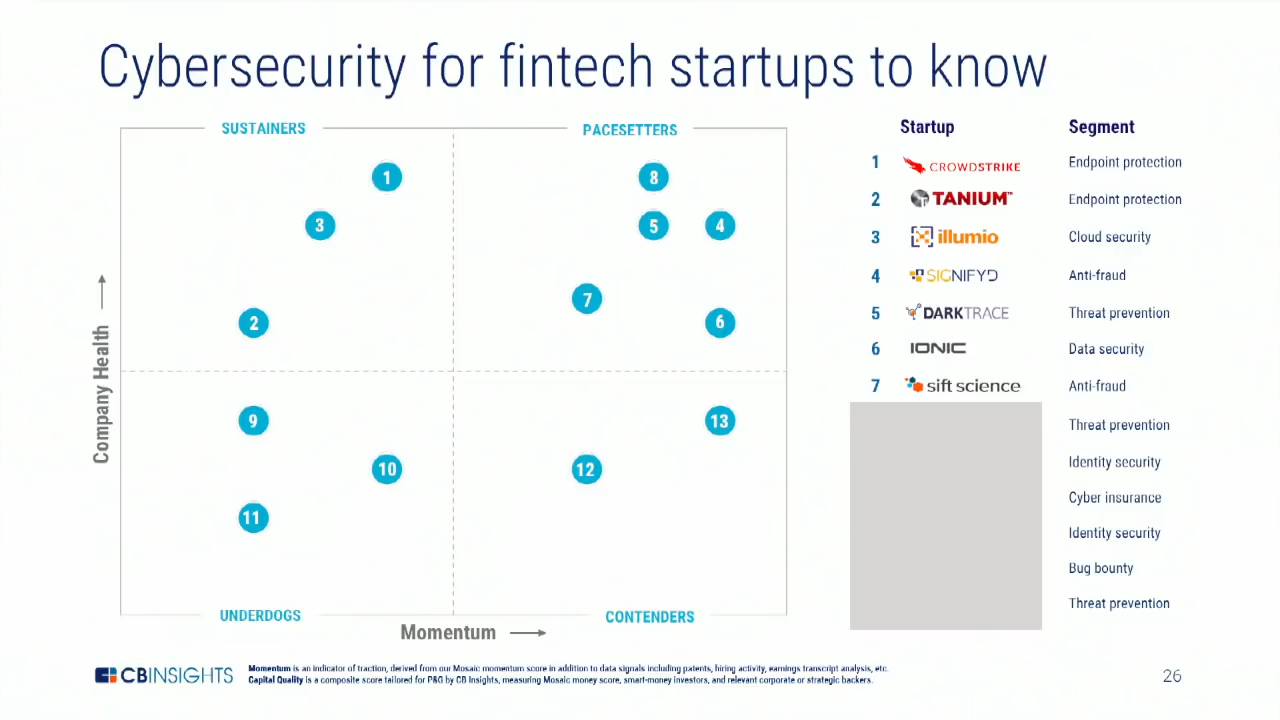 Cybersecurity for fintech startups to know
SUSTAINERS
PACESETTERS
1
8
3
5
4
7
2
6
9
13
10
12
11
UNDERDOGS
CONTENDERS
Company Health
Momentum
Startup Segment
1 CROWDSTRIKE Endpoint protection
2 TANIUM™ Endpoint protection
3 illumio Cloud security
4 SIGNIFYD Anti-fraud
5 DARKTRACE Threat prevention
6 IONIC Data security
7 sift science Anti-fraud
Threat prevention
Identity security
Cyber insurance
Identity security
Bug bounty
Threat prevention
CBINSIGHTS
Momentum is an indicator of traction, derived from our Mosaic momentum score in addition to data signals including patents, hiring activity, earnings transcript analysis, etc.
Capital Quality is a composite score tailored for P&G by CB Insights, measuring Mosaic money score, smart-money investors, and relevant corporate or strategic backers.
26